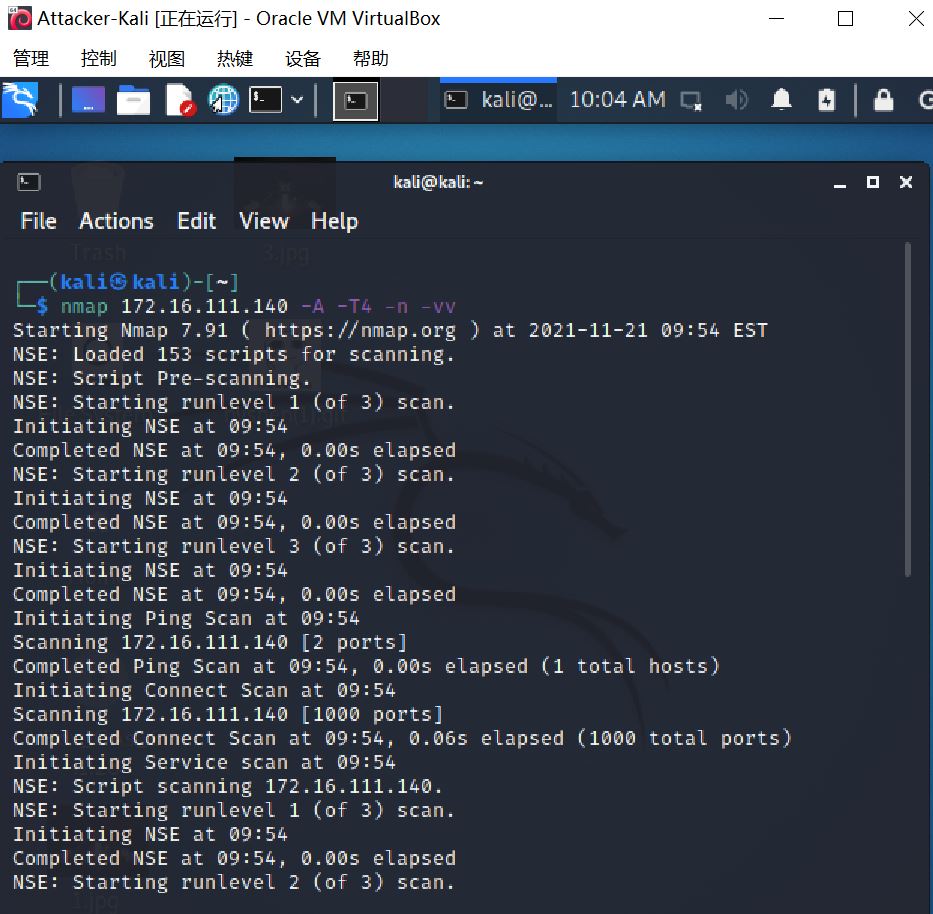 Attacker-Kali [正在运行] - Oracle VM VirtualBox
管理 控制 视图 热键 设备 帮助
kali@... 10:04 AM
kali@kali: ~
File Actions Edit View Help
Trash 3.jpg
┌──(kali㉿kali)-[~]
└─$ nmap 172.16.111.140 -A -T4 -n -vv
Starting Nmap 7.91 ( https://nmap.org ) at 2021-11-21 09:54 EST
NSE: Loaded 153 scripts for scanning.
NSE: Script Pre-scanning.
NSE: Starting runlevel 1 (of 3) scan.
Initiating NSE at 09:54
Completed NSE at 09:54, 0.00s elapsed
NSE: Starting runlevel 2 (of 3) scan.
Initiating NSE at 09:54
Completed NSE at 09:54, 0.00s elapsed
NSE: Starting runlevel 3 (of 3) scan.
Initiating NSE at 09:54
Completed NSE at 09:54, 0.00s elapsed
Initiating Ping Scan at 09:54
Scanning 172.16.111.140 [2 ports]
Completed Ping Scan at 09:54, 0.00s elapsed (1 total hosts)
Initiating Connect Scan at 09:54
Scanning 172.16.111.140 [1000 ports]
Completed Connect Scan at 09:54, 0.06s elapsed (1000 total ports)
Initiating Service scan at 09:54
NSE: Script scanning 172.16.111.140.
NSE: Starting runlevel 1 (of 3) scan.
Initiating NSE at 09:54
Completed NSE at 09:54, 0.00s elapsed
NSE: Starting runlevel 2 (of 3) scan.
1.jpg